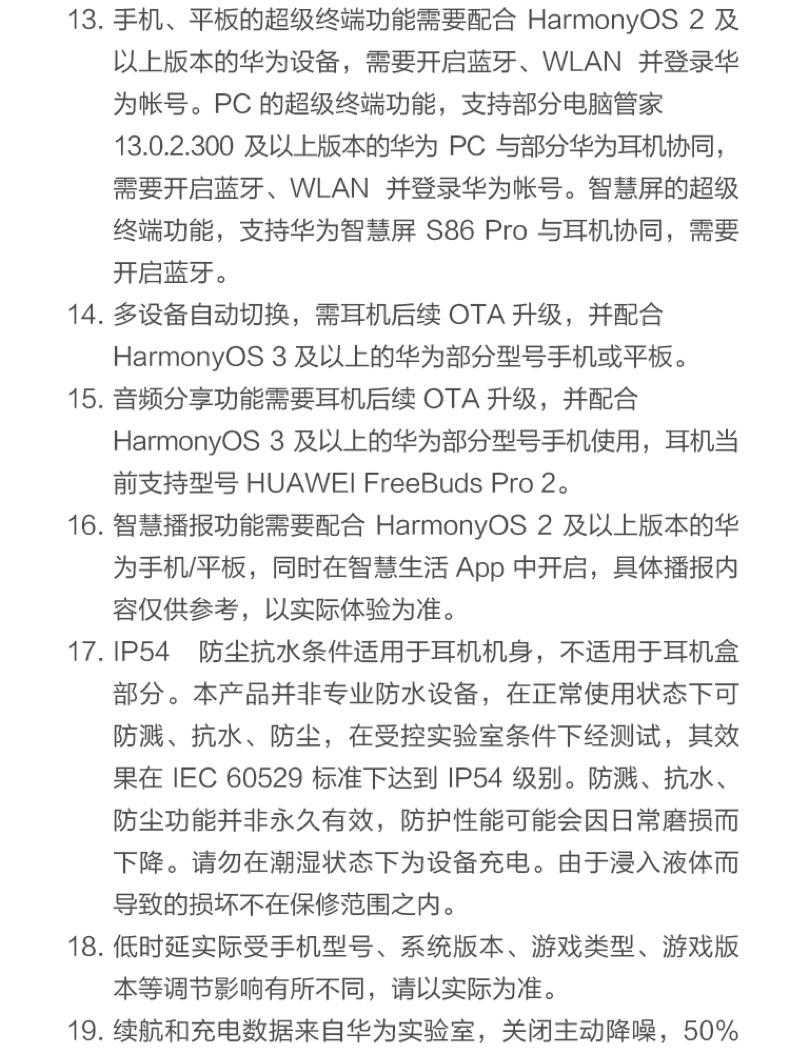 13. 手机、平板的超级终端功能需要配合 HarmonyOS 2 及
以上版本的华为设备，需要开启蓝牙、WLAN 并登录华
为帐号。PC 的超级终端功能，支持部分电脑管家
13.0.2.300 及以上版本的华为 PC 与部分华为耳机协同，
需要开启蓝牙、WLAN 并登录华为帐号。智慧屏的超级
终端功能，支持华为智慧屏 S86 Pro 与耳机协同，需要
开启蓝牙。
14. 多设备自动切换，需耳机后续 OTA 升级，并配合
HarmonyOS 3 及以上的华为部分型号手机或平板。
15. 音频分享功能需要耳机后续 OTA 升级，并配合
HarmonyOS 3 及以上的华为部分型号手机使用，耳机当
前支持型号 HUAWEI FreeBuds Pro 2。
16. 智慧播报功能需要配合 HarmonyOS 2 及以上版本的华
为手机/平板，同时在智慧生活 App 中开启，具体播报内
容仅供参考，以实际体验为准。
17. IP54 防尘抗水条件适用于耳机机身，不适用于耳机盒
部分。本产品并非专业防水设备，在正常使用状态下可
防溅、抗水、防尘，在受控实验室条件下经测试，其效
果在 IEC 60529 标准下达到 IP54 级别。防溅、抗水、
防尘功能并非永久有效，防护性能可能会因日常磨损而
下降。请勿在潮湿状态下为设备充电。由于浸入液体而
导致的损坏不在保修范围之内。
18. 低时延实际受手机型号、系统版本、游戏类型、游戏版
本等调节影响有所不同，请以实际为准。
19. 续航和充电数据来自华为实验室，关闭主动降噪，50%